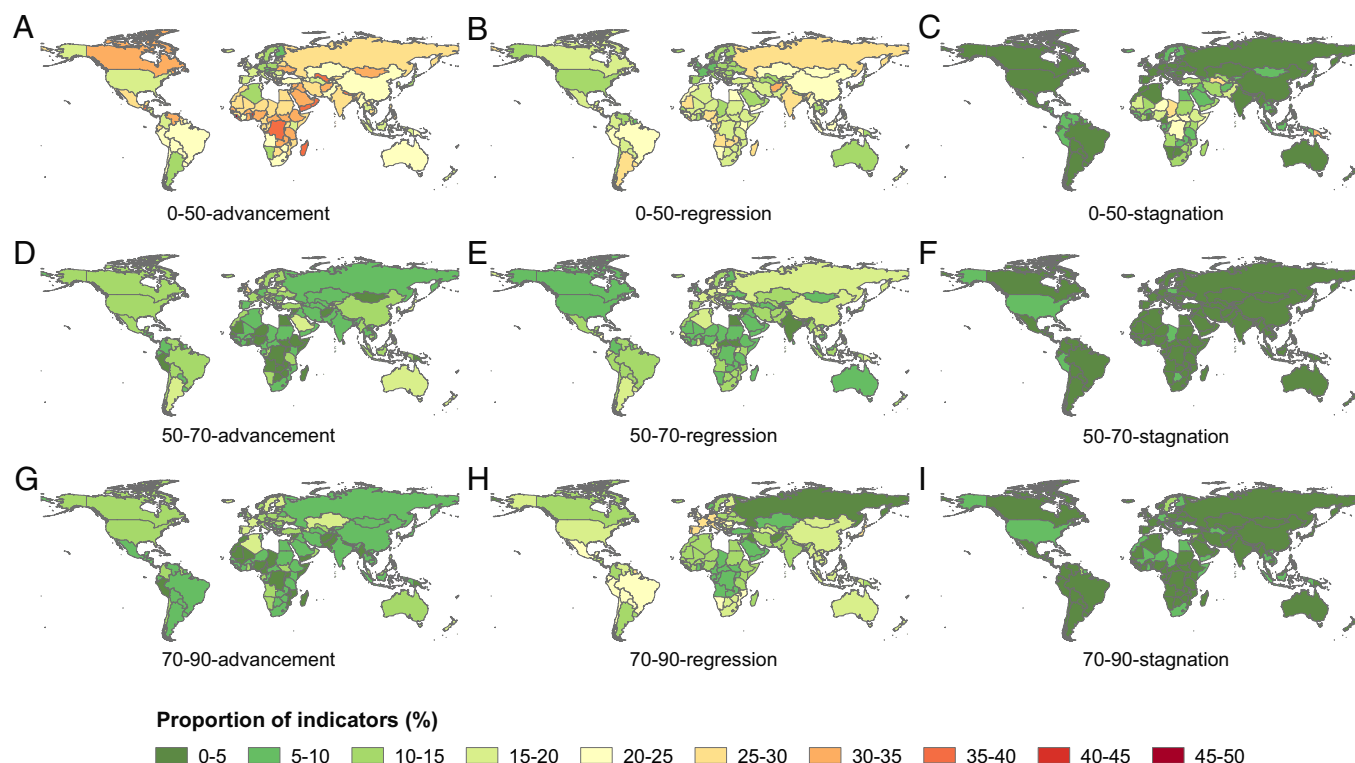 A
B
C
0-50-advancement
0-50-regression
0-50-stagnation
D
E
F
50-70-advancement
50-70-regression
50-70-stagnation
G
H
I
70-90-advancement
70-90-regression
70-90-stagnation
Proportion of indicators (%)
0-5 5-10 10-15 15-20 20-25 25-30 30-35 35-40 40-45 45-50